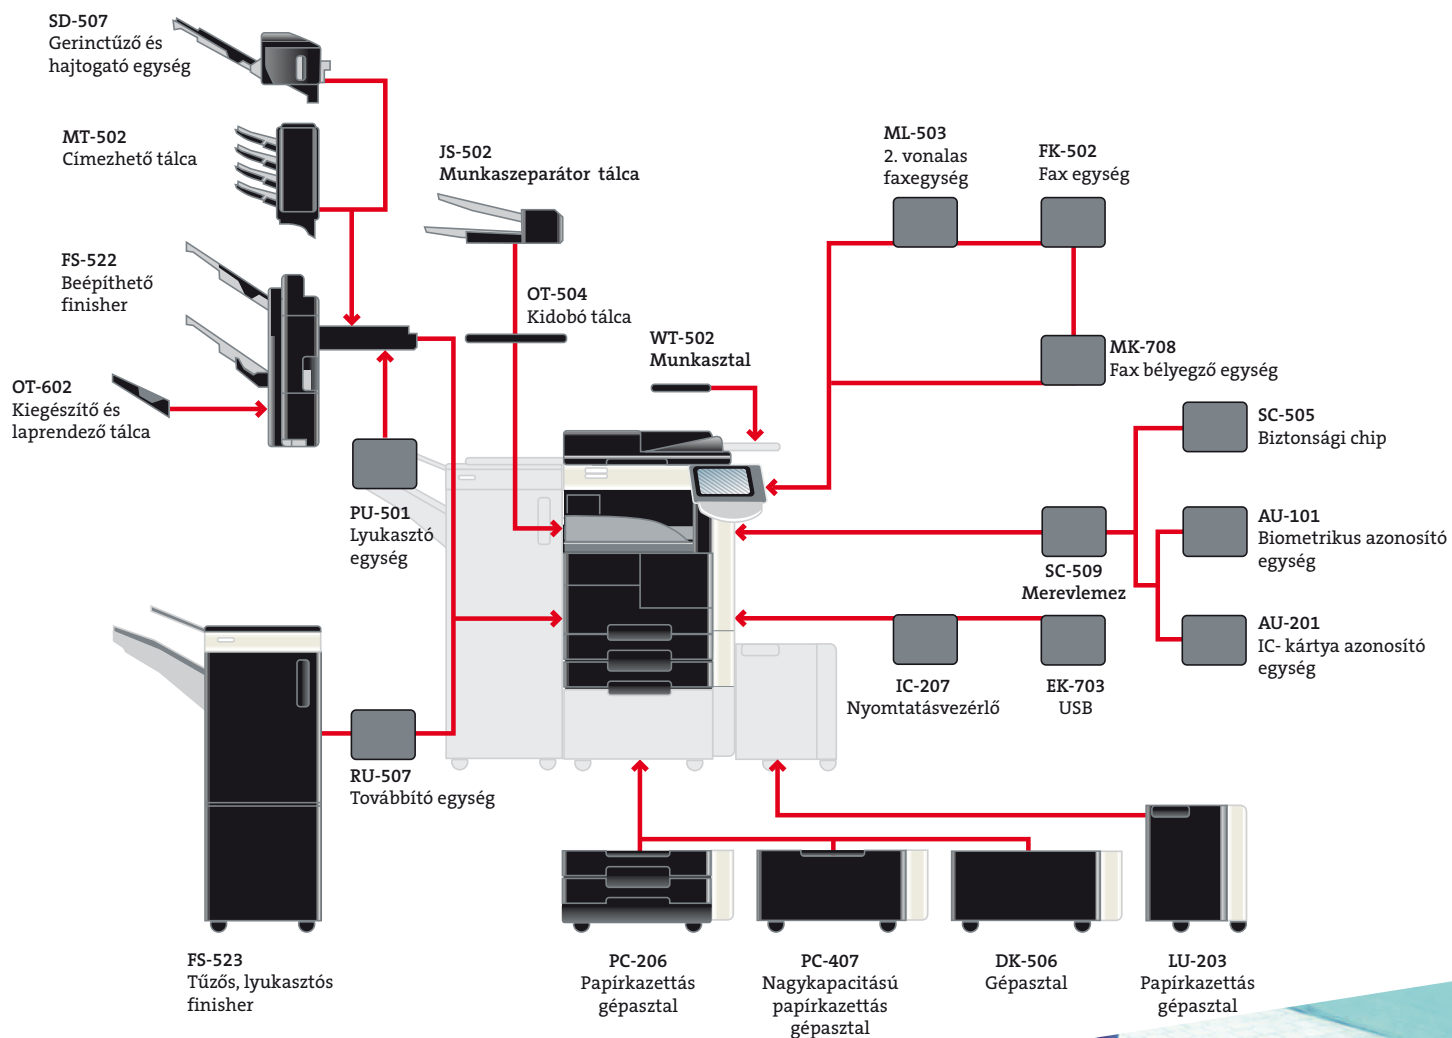 SD-507
Gerinctűző és
hajtogató egység
MT-502
Címezhető tálca
JS-502
Munkaszeparátor tálca
ML-503
2. vonalas
faxegység
FK-502
Fax egység
FS-522
Beépíthető
finisher
OT-504
Kidobó tálca
WT-502
Munkasztal
MK-708
Fax bélyegző egység
OT-602
Kiegészítő és
laprendező tálca
SC-505
Biztonsági chip
PU-501
Lyukasztó
egység
AU-101
Biometrikus azonosító
egység
SC-509
Merevlemez
AU-201
IC- kártya azonosító
egység
IC-207
Nyomtatásvezérlő
EK-703
USB
RU-507
Továbbító egység
FS-523
Tűzős, lyukasztós
finisher
PC-206
Papírkazettás
gépasztal
PC-407
Nagykapacitású
papírkazettás
gépasztal
DK-506
Gépasztal
LU-203
Papírkazettás
gépasztal